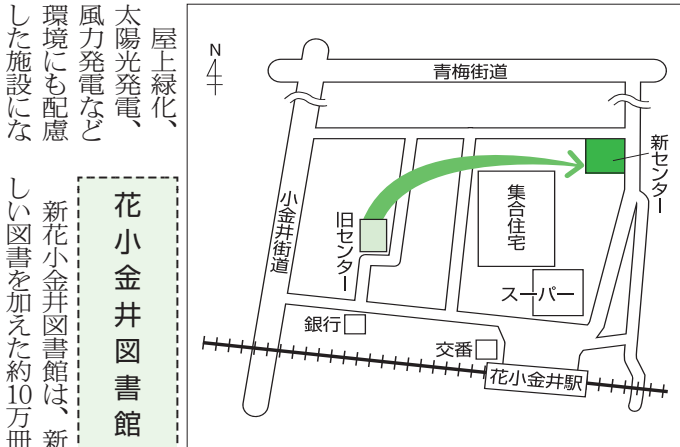 屋上緑化、
太陽光発電、
風力発電など
環境にも配慮
した施設にな
花小金井図書館
新花小金井図書館は、新
しい図書を加えた約10万冊
N
青梅街道
新センター
小金井街道
旧センター
集合住宅
スーパー
銀行
交番
花小金井駅